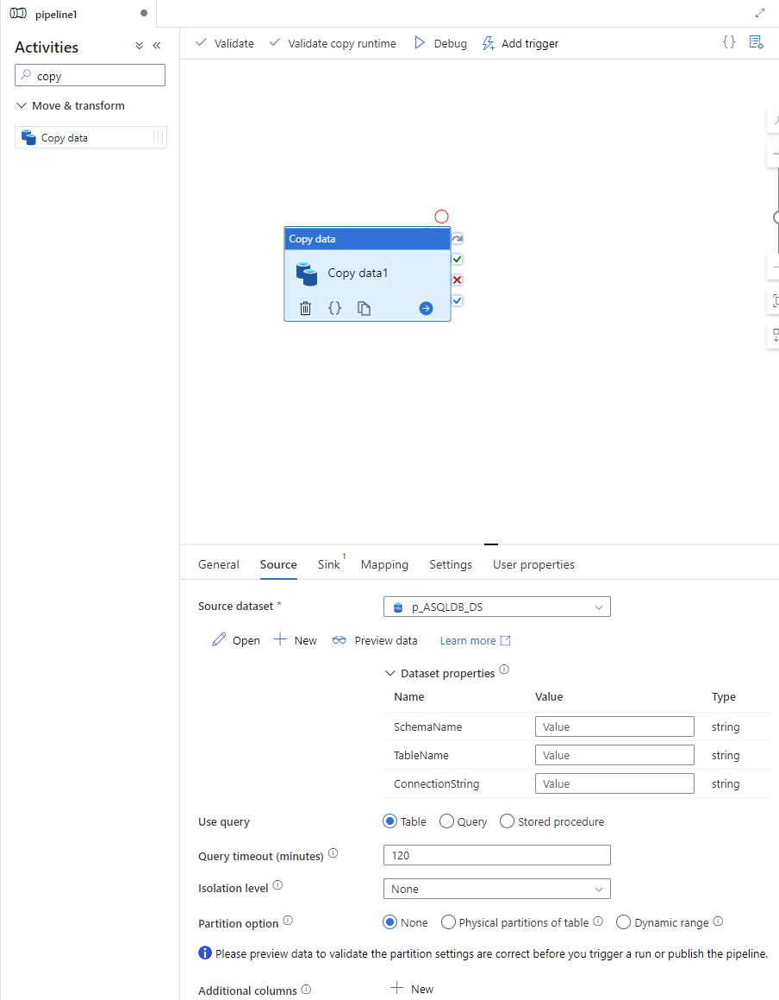 pipeline1
Activities
copy
Move & transform
Copy data
Validate
Validate copy runtime
Debug
Add trigger
Copy data
Copy data1
General
Source
Sink 1
Mapping
Settings
User properties
Source dataset *
p_ASQLDB_DS
Open
New
Preview data
Learn more
Dataset properties
Name Value Type
SchemaName Value string
TableName Value string
ConnectionString Value string
Use query Table Query Stored procedure
Query timeout (minutes) 120
Isolation level None
Partition option None Physical partitions of table Dynamic range
Please preview data to validate the partition settings are correct before you trigger a run or publish the pipeline.
Additional columns New